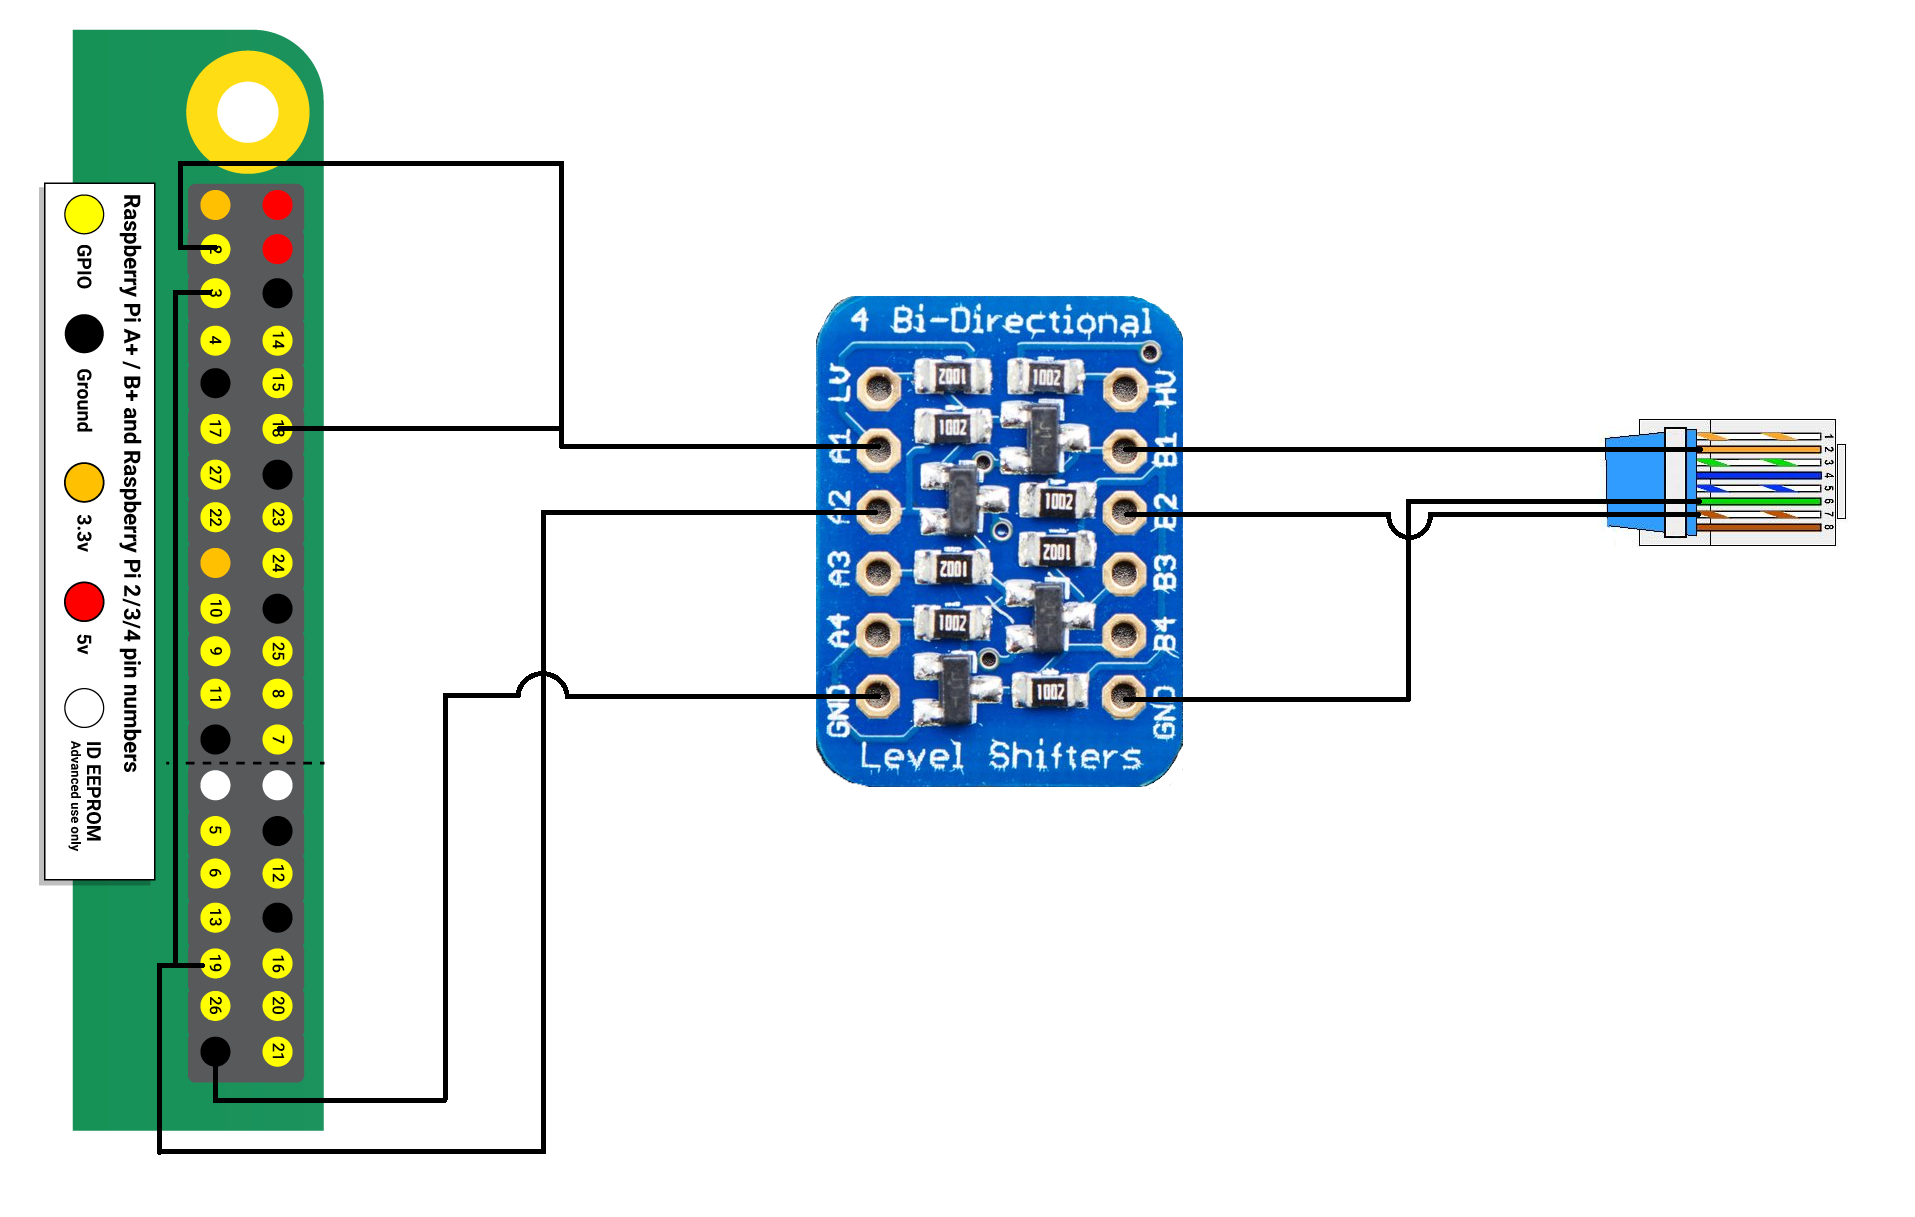 Raspberry Pi A+ / B+ and Raspberry Pi 2/3/4 pin numbers
GPIO
Ground
3.3v
5v
ID EEPROM
Advanced use only
2
3
4 14
15
17 18
27
22 23
24
10
9 25
11 8
7
5
6 12
13
19 16
26 20
21
4 Bi-Directional
LV 1002 1002 HV
A1 1002 B1
A2 1002 B2
A3 1002 1002 B3
A4 1002 B4
GND 1002 GND
Level Shifters
1
2
3
4
5
6
7
8